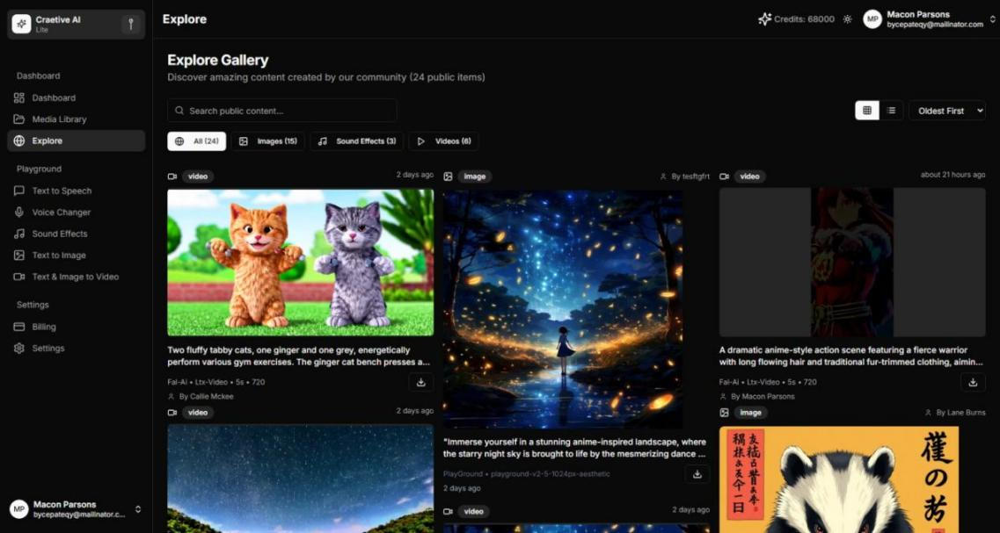 Craetive AI
Lite
Dashboard
Dashboard
Media Library
Explore
Playground
Text to Speech
Voice Changer
Sound Effects
Text to Image
Text & Image to Video
Settings
Billing
Settings
MP
Macon Parsons
bycepateqy@mailinator.c...
Explore
Credits: 68000
MP
Macon Parsons
bycepateqy@mailinator.com
Explore Gallery
Discover amazing content created by our community (24 public items)
Search public content...
Oldest First
All (24)
Images (15)
Sound Effects (3)
Videos (6)
video
2 days ago
Two fluffy tabby cats, one ginger and one grey, energetically
perform various gym exercises. The ginger cat bench presses a...
Fal-Ai • Ltx-Video • 5s • 720
By Callie Mckee
video
2 days ago
image
By tesftgfrt
"Immerse yourself in a stunning anime-inspired landscape, where
the starry night sky is brought to life by the mesmerizing dance ...
PlayGround • playground-v2-5-1024px-aesthetic
2 days ago
video
2 days ago
video
about 21 hours ago
A dramatic anime-style action scene featuring a fierce warrior
with long flowing hair and traditional fur-trimmed clothing, aimin...
Fal-Ai • Ltx-Video • 5s • 720
By Macon Parsons
image
By Lane Burns